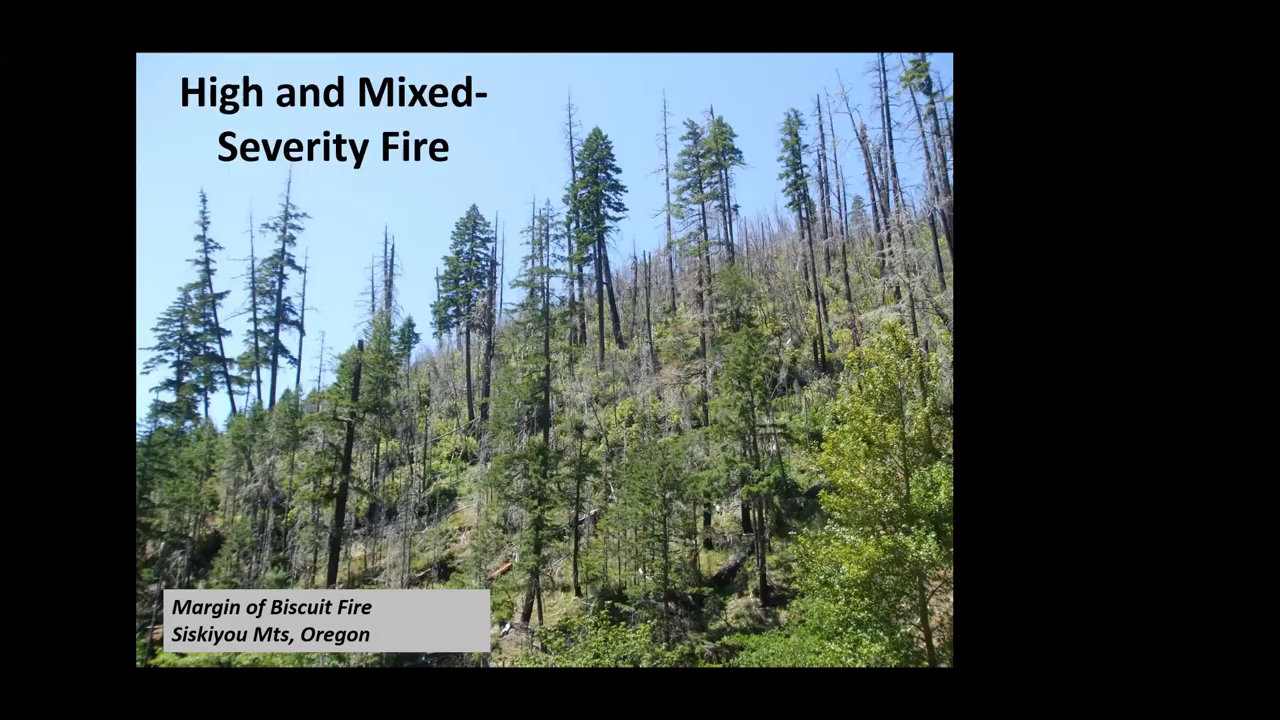 High and Mixed-
Severity Fire
Margin of Biscuit Fire
Siskiyou Mts, Oregon